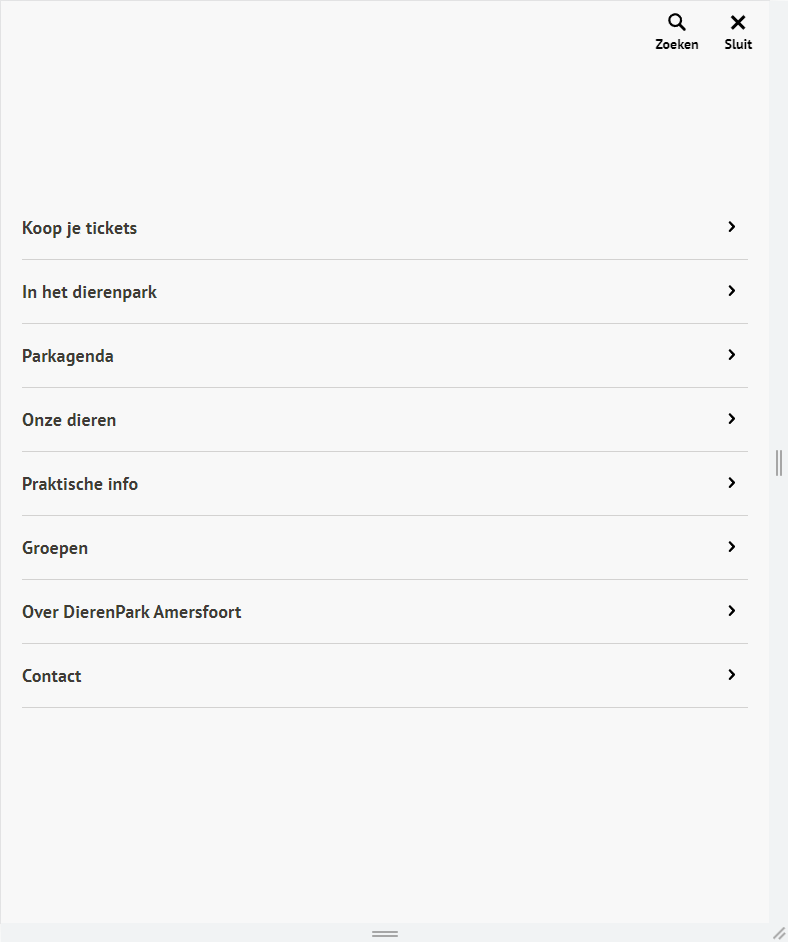 Zoeken Sluit
Koop je tickets
In het dierenpark
Parkagenda
Onze dieren
Praktische info
Groepen
Over DierenPark Amersfoort
Contact